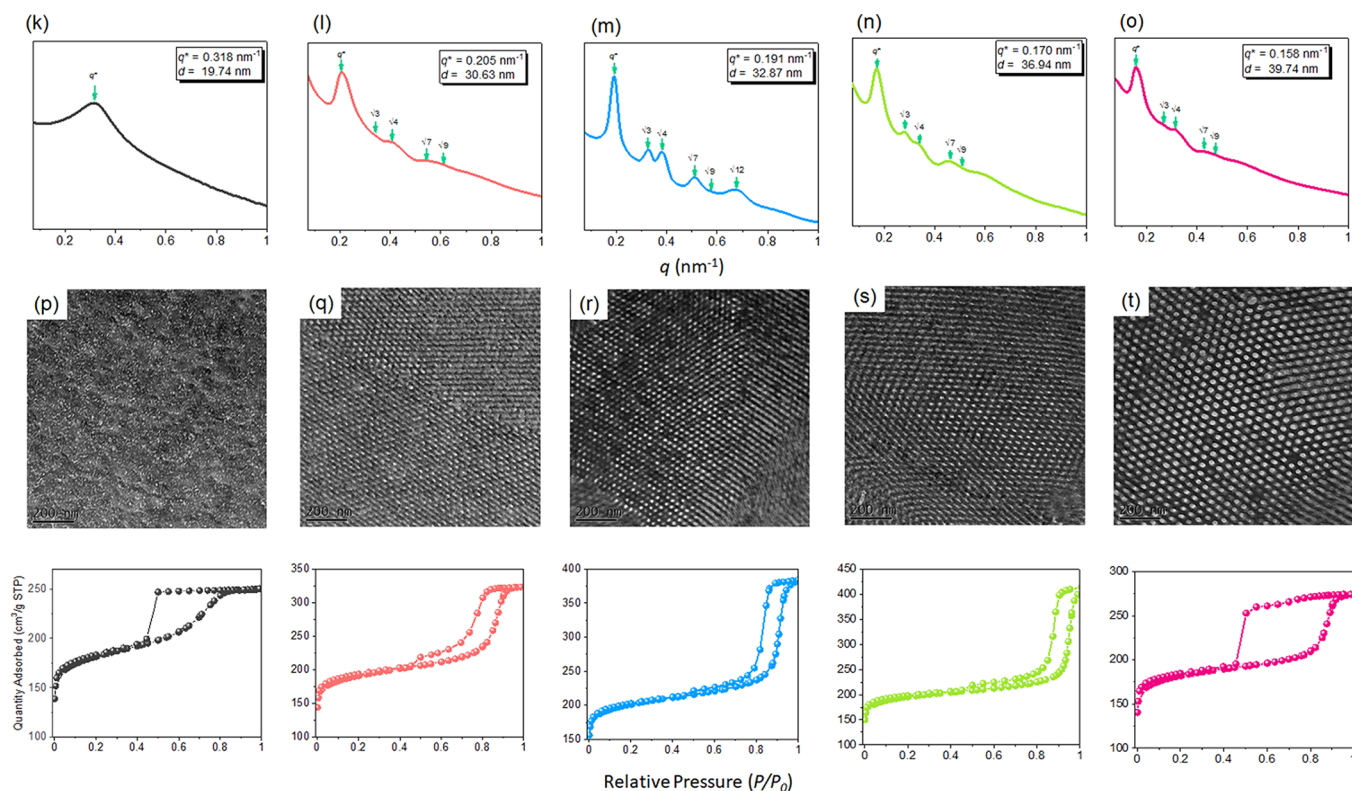 (k)
q* = 0.318 nm⁻¹
d = 19.74 nm
q*
0.2 0.4 0.6 0.8 1
(l)
q* = 0.205 nm⁻¹
d = 30.63 nm
q*
√3
√4
√7
√9
0.2 0.4 0.6 0.8 1
(m)
q* = 0.191 nm⁻¹
d = 32.87 nm
q*
√3
√4
√7
√9
√12
0.2 0.4 0.6 0.8 1
(n)
q* = 0.170 nm⁻¹
d = 36.94 nm
q*
√3
√4
√7
√9
0.2 0.4 0.6 0.8 1
(o)
q* = 0.158 nm⁻¹
d = 39.74 nm
q*
√3
√4
√7
√9
0.2 0.4 0.6 0.8 1
q (nm⁻¹)
(p)
200 nm
(q)
200 nm
(r)
200 nm
(s)
200 nm
(t)
200 nm
Quantity Adsorbed (cm³/g STP)
300
250
200
150
100
0 0.2 0.4 0.6 0.8 1
350
300
250
200
150
100
0 0.2 0.4 0.6 0.8 1
400
350
300
250
200
150
0 0.2 0.4 0.6 0.8 1
450
400
350
300
250
200
150
100
0 0.2 0.4 0.6 0.8 1
300
250
200
150
100
0 0.2 0.4 0.6 0.8 1
Relative Pressure (P/P₀)